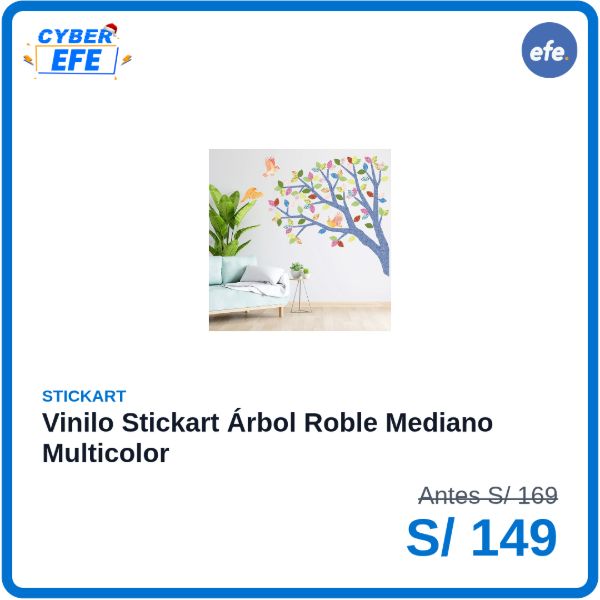 CYBER
EFE
efe.
STICKART
Vinilo Stickart Árbol Roble Mediano
Multicolor
Antes S/ 169
S/ 149